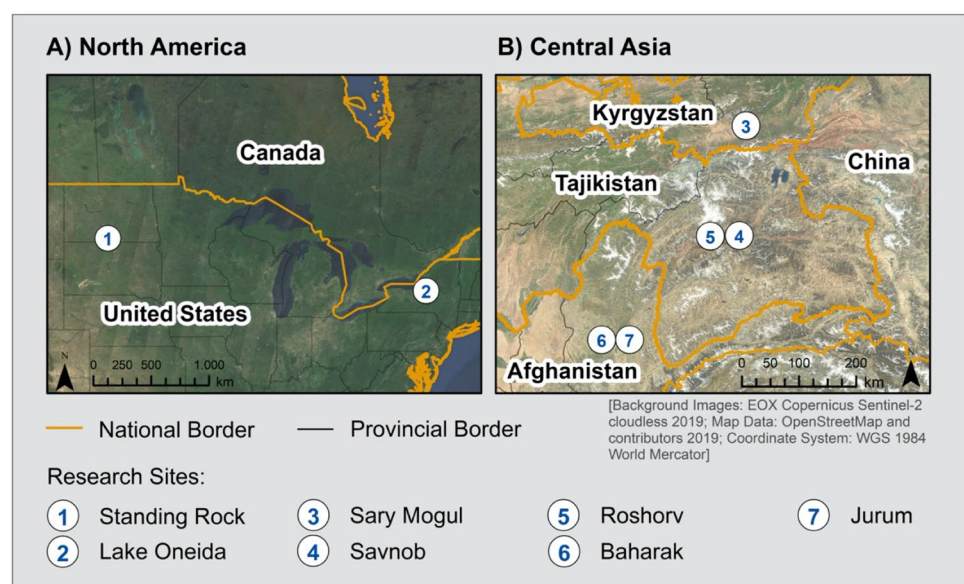 A) North America
B) Central Asia
Canada
1
United States
2
N
0 250 500 1.000
km
Kyrgyzstan
3
China
Tajikistan
5 4
6 7
Afghanistan
0 50 100 200
km
N
National Border
Provincial Border
[Background Images: EOX Copernicus Sentinel-2
cloudless 2019; Map Data: OpenStreetMap and
contributors 2019; Coordinate System: WGS 1984
World Mercator]
Research Sites:
1 Standing Rock
3 Sary Mogul
5 Roshorv
7 Jurum
2 Lake Oneida
4 Savnob
6 Baharak